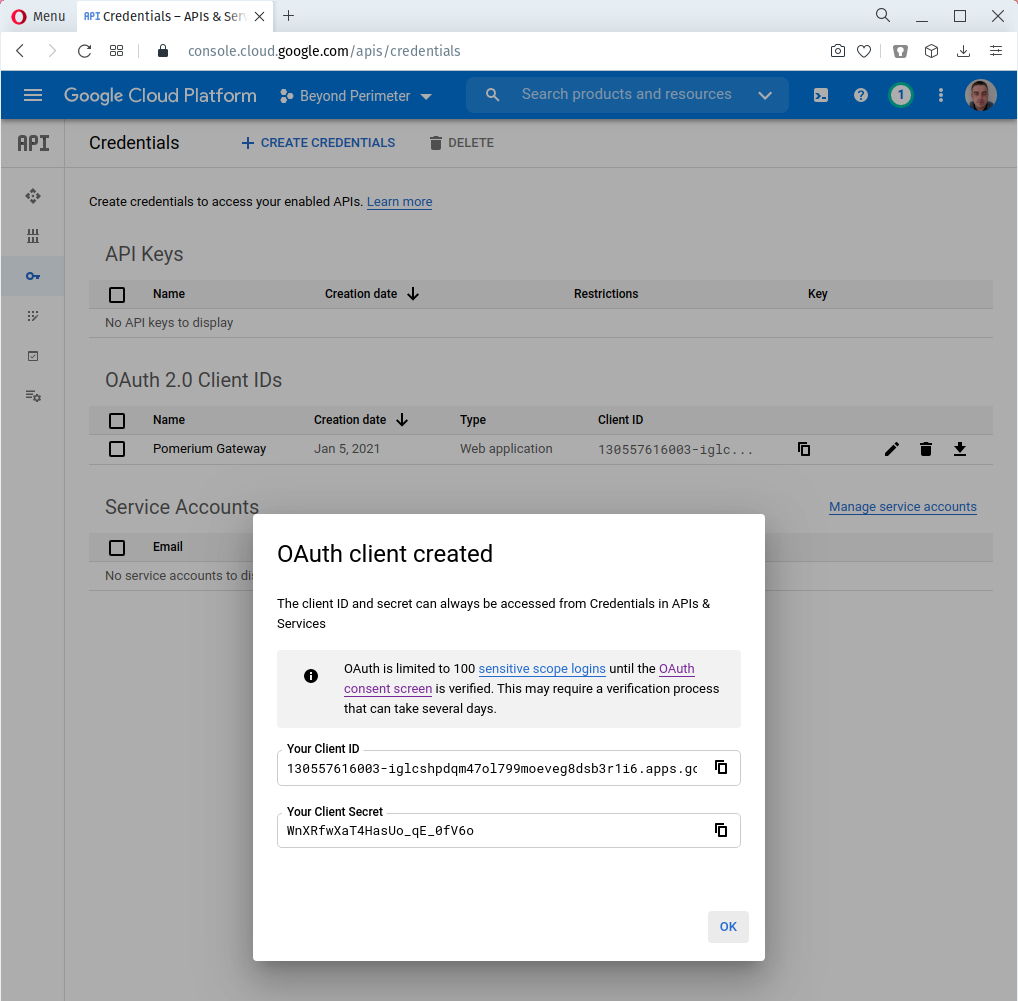 Menu
API Credentials – APIs & Ser
console.cloud.google.com/apis/credentials
Google Cloud Platform
Beyond Perimeter
Search products and resources
1
API
Credentials
CREATE CREDENTIALS
DELETE
Create credentials to access your enabled APIs. Learn more
API Keys
Name Creation date Restrictions Key
No API keys to display
OAuth 2.0 Client IDs
Name Creation date Type Client ID
Pomerium Gateway Jan 5, 2021 Web application 130557616003-iglc...
Service Accounts
Manage service accounts
Email
No service accounts to di
OAuth client created
The client ID and secret can always be accessed from Credentials in APIs &
Services
OAuth is limited to 100 sensitive scope logins until the OAuth
consent screen is verified. This may require a verification process
that can take several days.
Your Client ID
130557616003-iglcshpdqm47ol799moeveg8dsb3r1i6.apps.gc
Your Client Secret
WnXRfwXaT4HasUo_qE_0fV6o
OK